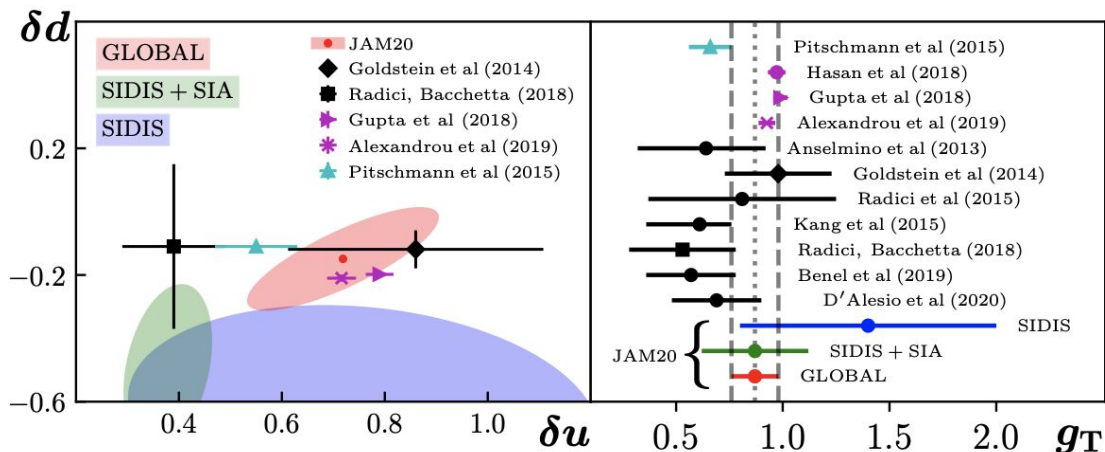 δd
GLOBAL
SIDIS + SIA
SIDIS
JAM20
Goldstein et al (2014)
Radici, Bacchetta (2018)
Gupta et al (2018)
Alexandrou et al (2019)
Pitschmann et al (2015)
0.2
−0.2
−0.6
0.4
0.6
0.8
1.0
δu
Pitschmann et al (2015)
Hasan et al (2018)
Gupta et al (2018)
Alexandrou et al (2019)
Anselmino et al (2013)
Goldstein et al (2014)
Radici et al (2015)
Kang et al (2015)
Radici, Bacchetta (2018)
Benel et al (2019)
D′Alesio et al (2020)
JAM20
SIDIS
SIDIS + SIA
GLOBAL
0.5
1.0
1.5
2.0
gT